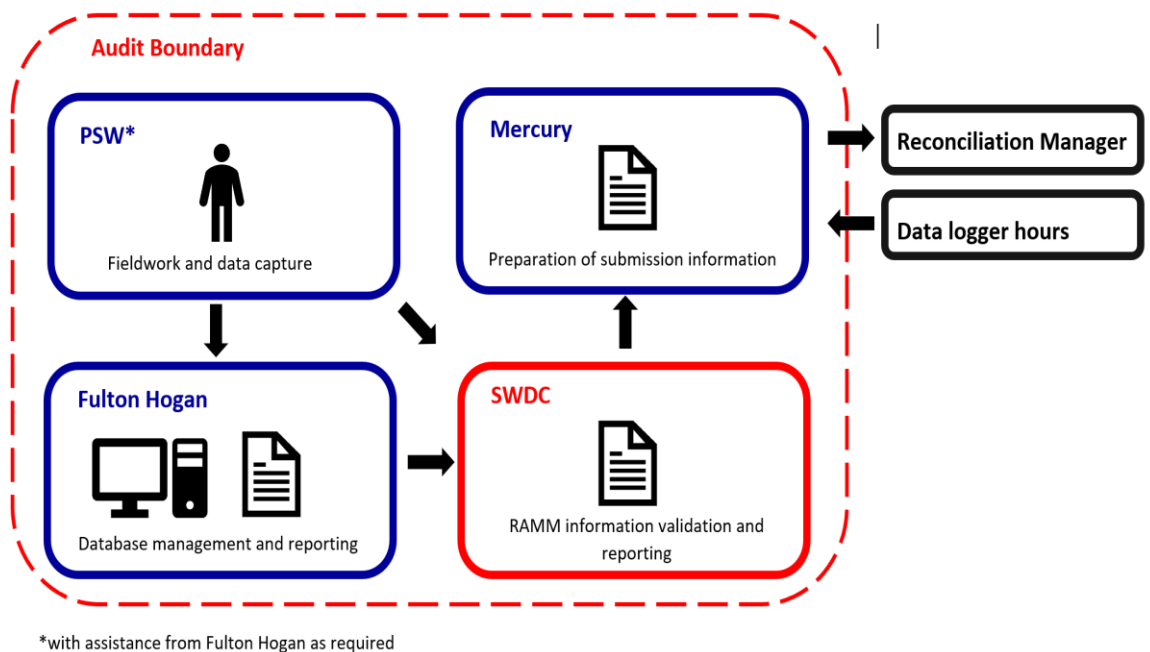 Audit Boundary
PSW*
Fieldwork and data capture
Mercury
Preparation of submission information
Reconciliation Manager
Data logger hours
Fulton Hogan
Database management and reporting
SWDC
RAMM information validation and
reporting
*with assistance from Fulton Hogan as required